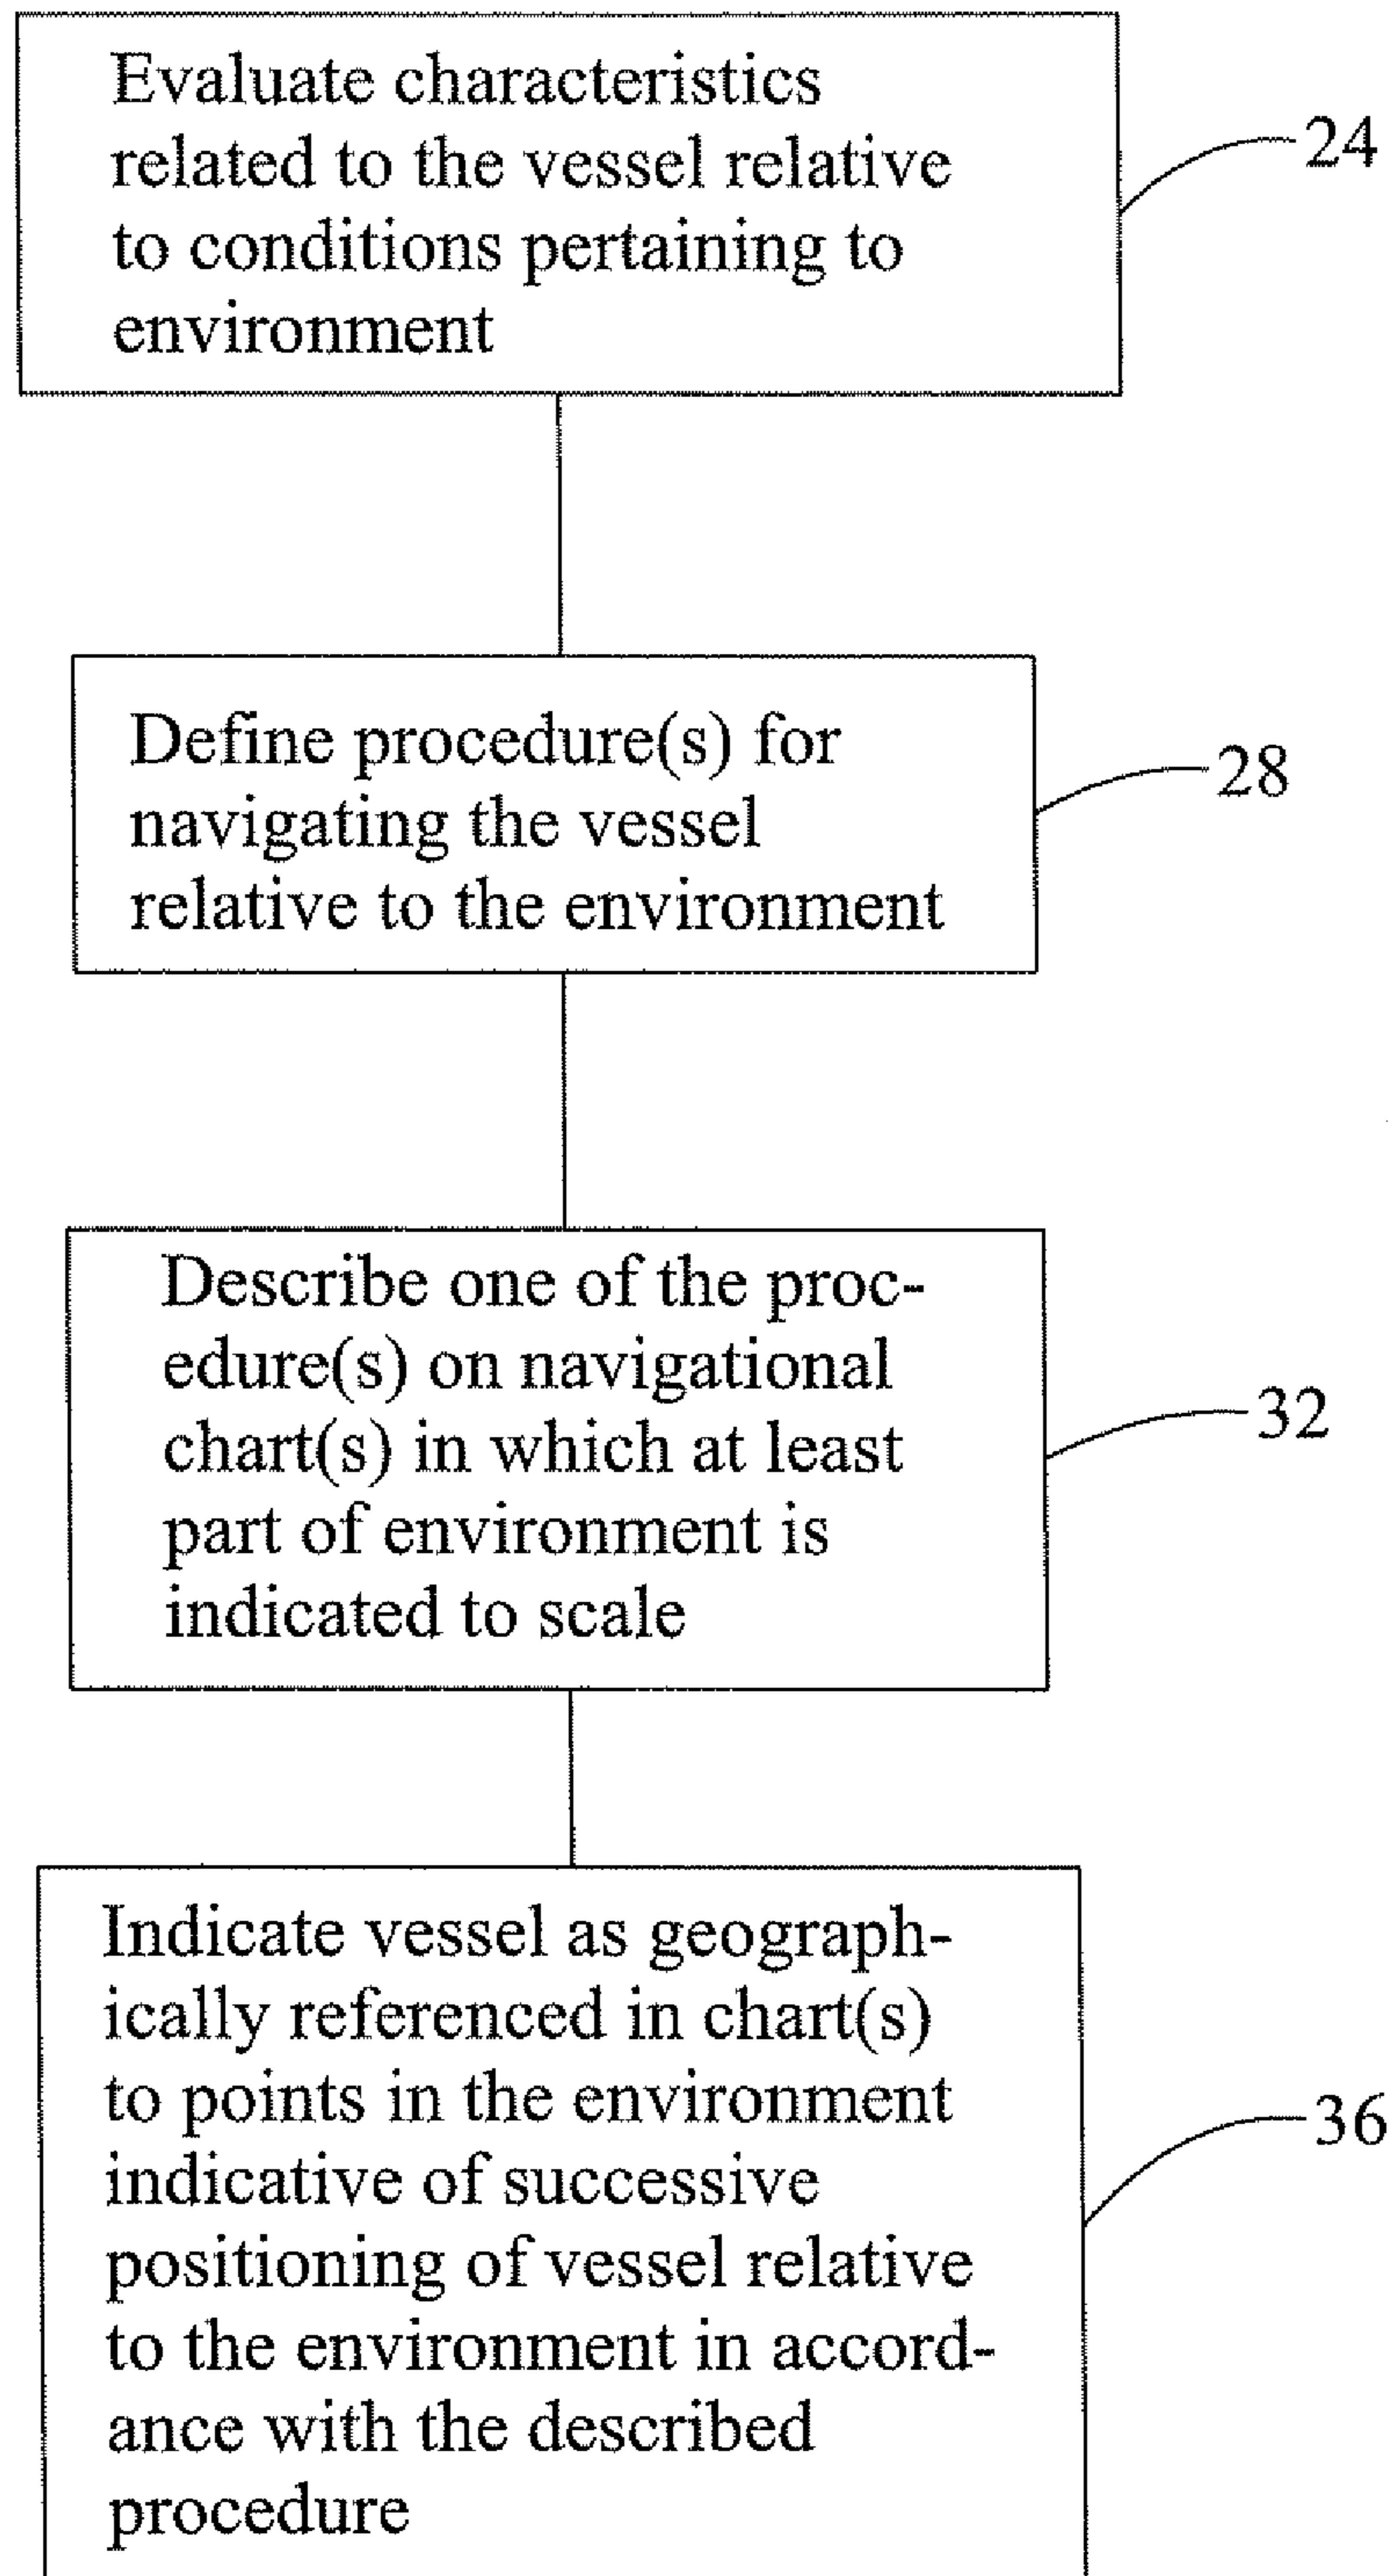 Evaluate characteristics
related to the vessel relative
to conditions pertaining to
environment
24
Define procedure(s) for
navigating the vessel
relative to the environment
28
Describe one of the proc-
edure(s) on navigational
chart(s) in which at least
part of environment is
indicated to scale
32
Indicate vessel as geograph-
ically referenced in chart(s)
to points in the environment
indicative of successive
positioning of vessel relative
to the environment in accord-
ance with the described
procedure
36